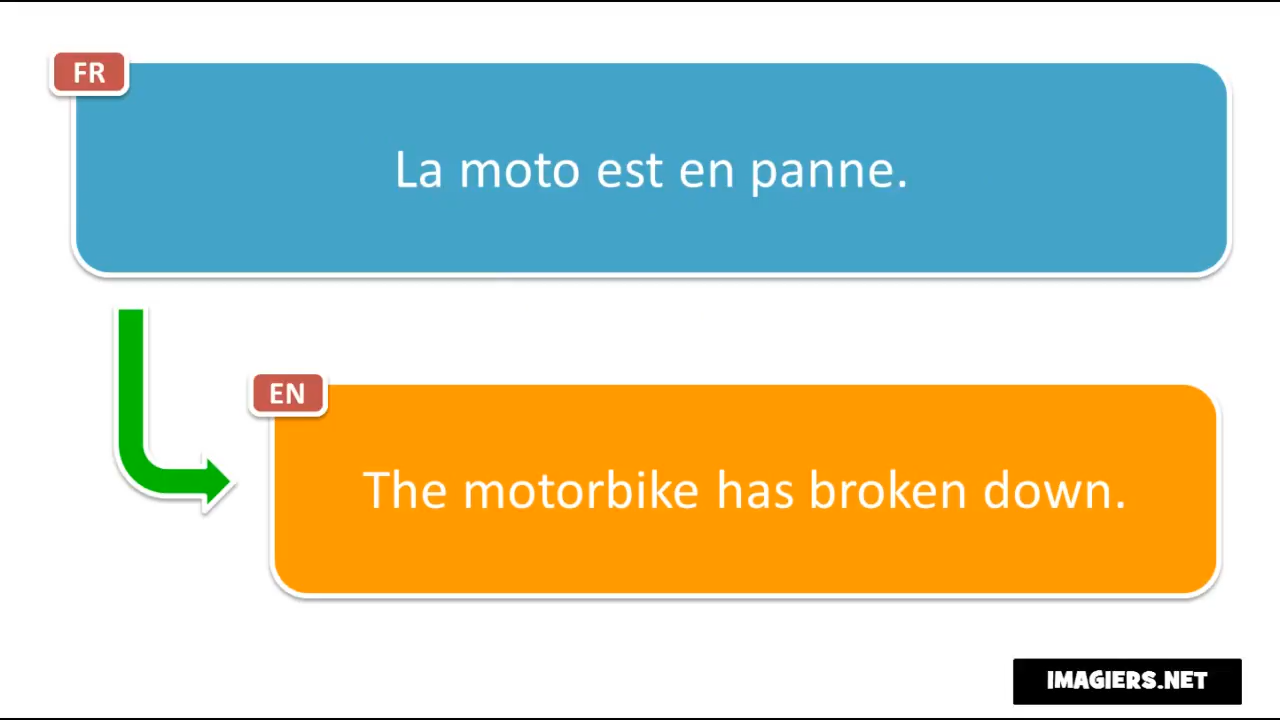 FR
La moto est en panne.
EN
The motorbike has broken down.
IMAGIERS.NET